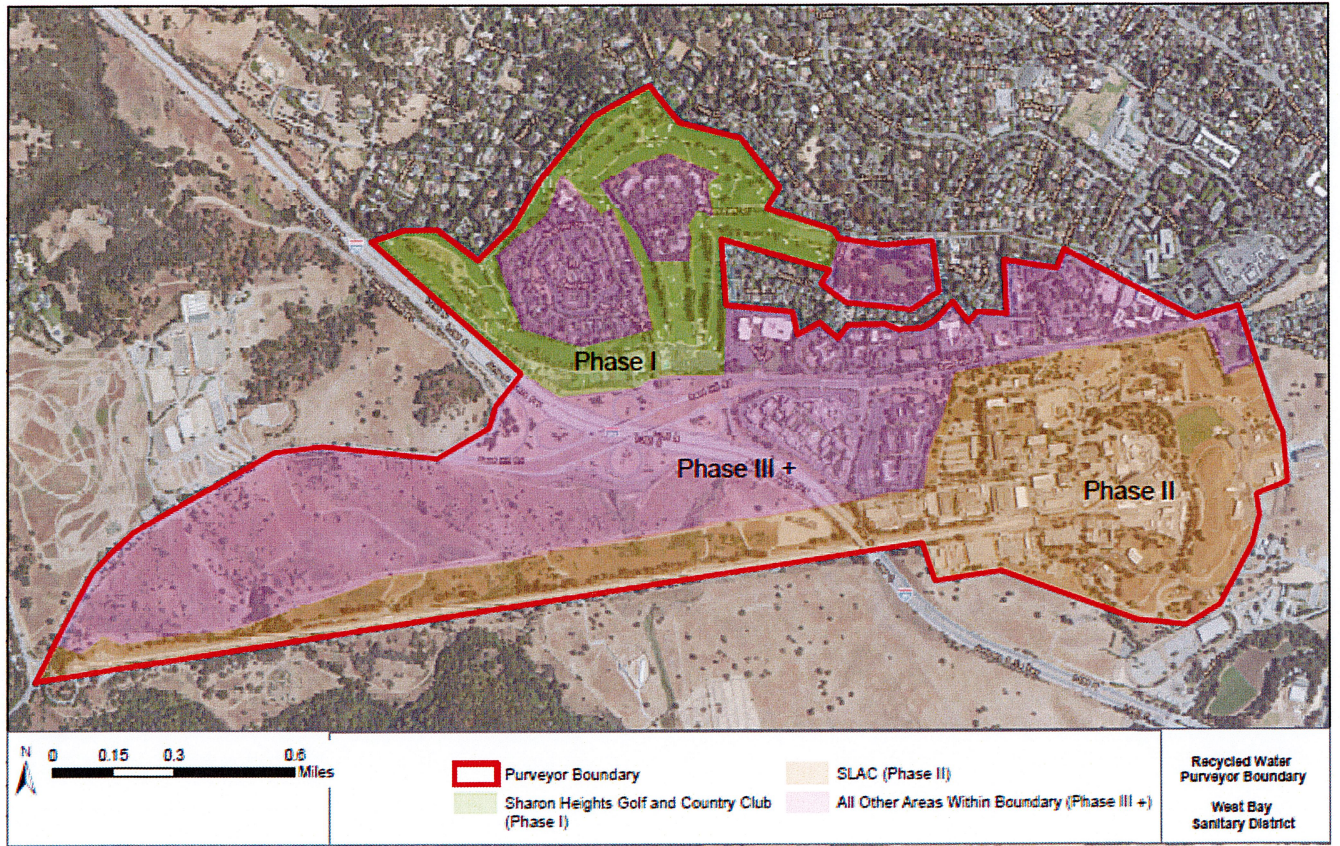 Phase I
Phase III +
Phase II
N
0 0.15 0.3 0.6
Miles
Purveyor Boundary
Sharon Heights Golf and Country Club
(Phase I)
SLAC (Phase II)
All Other Areas Within Boundary (Phase III +)
Recycled Water
Purveyor Boundary
West Bay
Sanitary District